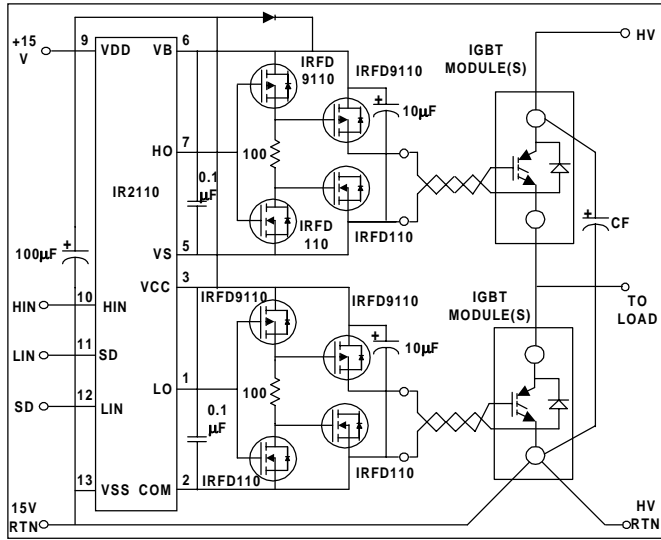 +15
V
9
VDD
VB
6
IRFD
9110
IRFD9110
10µF
IGBT
MODULE(S)
HV
HO
7
100
IR2110
0.1
µF
IRFD
110
IRFD110
VS
5
CF
100µF
VCC
3
IRFD9110
IRFD9110
IGBT
MODULE(S)
TO
LOAD
HIN
10
HIN
LIN
11
SD
10µF
LO
1
100
SD
12
LIN
0.1
µF
13
VSS
COM
2
IRFD110
IRFD110
15V
RTN
HV
RTN